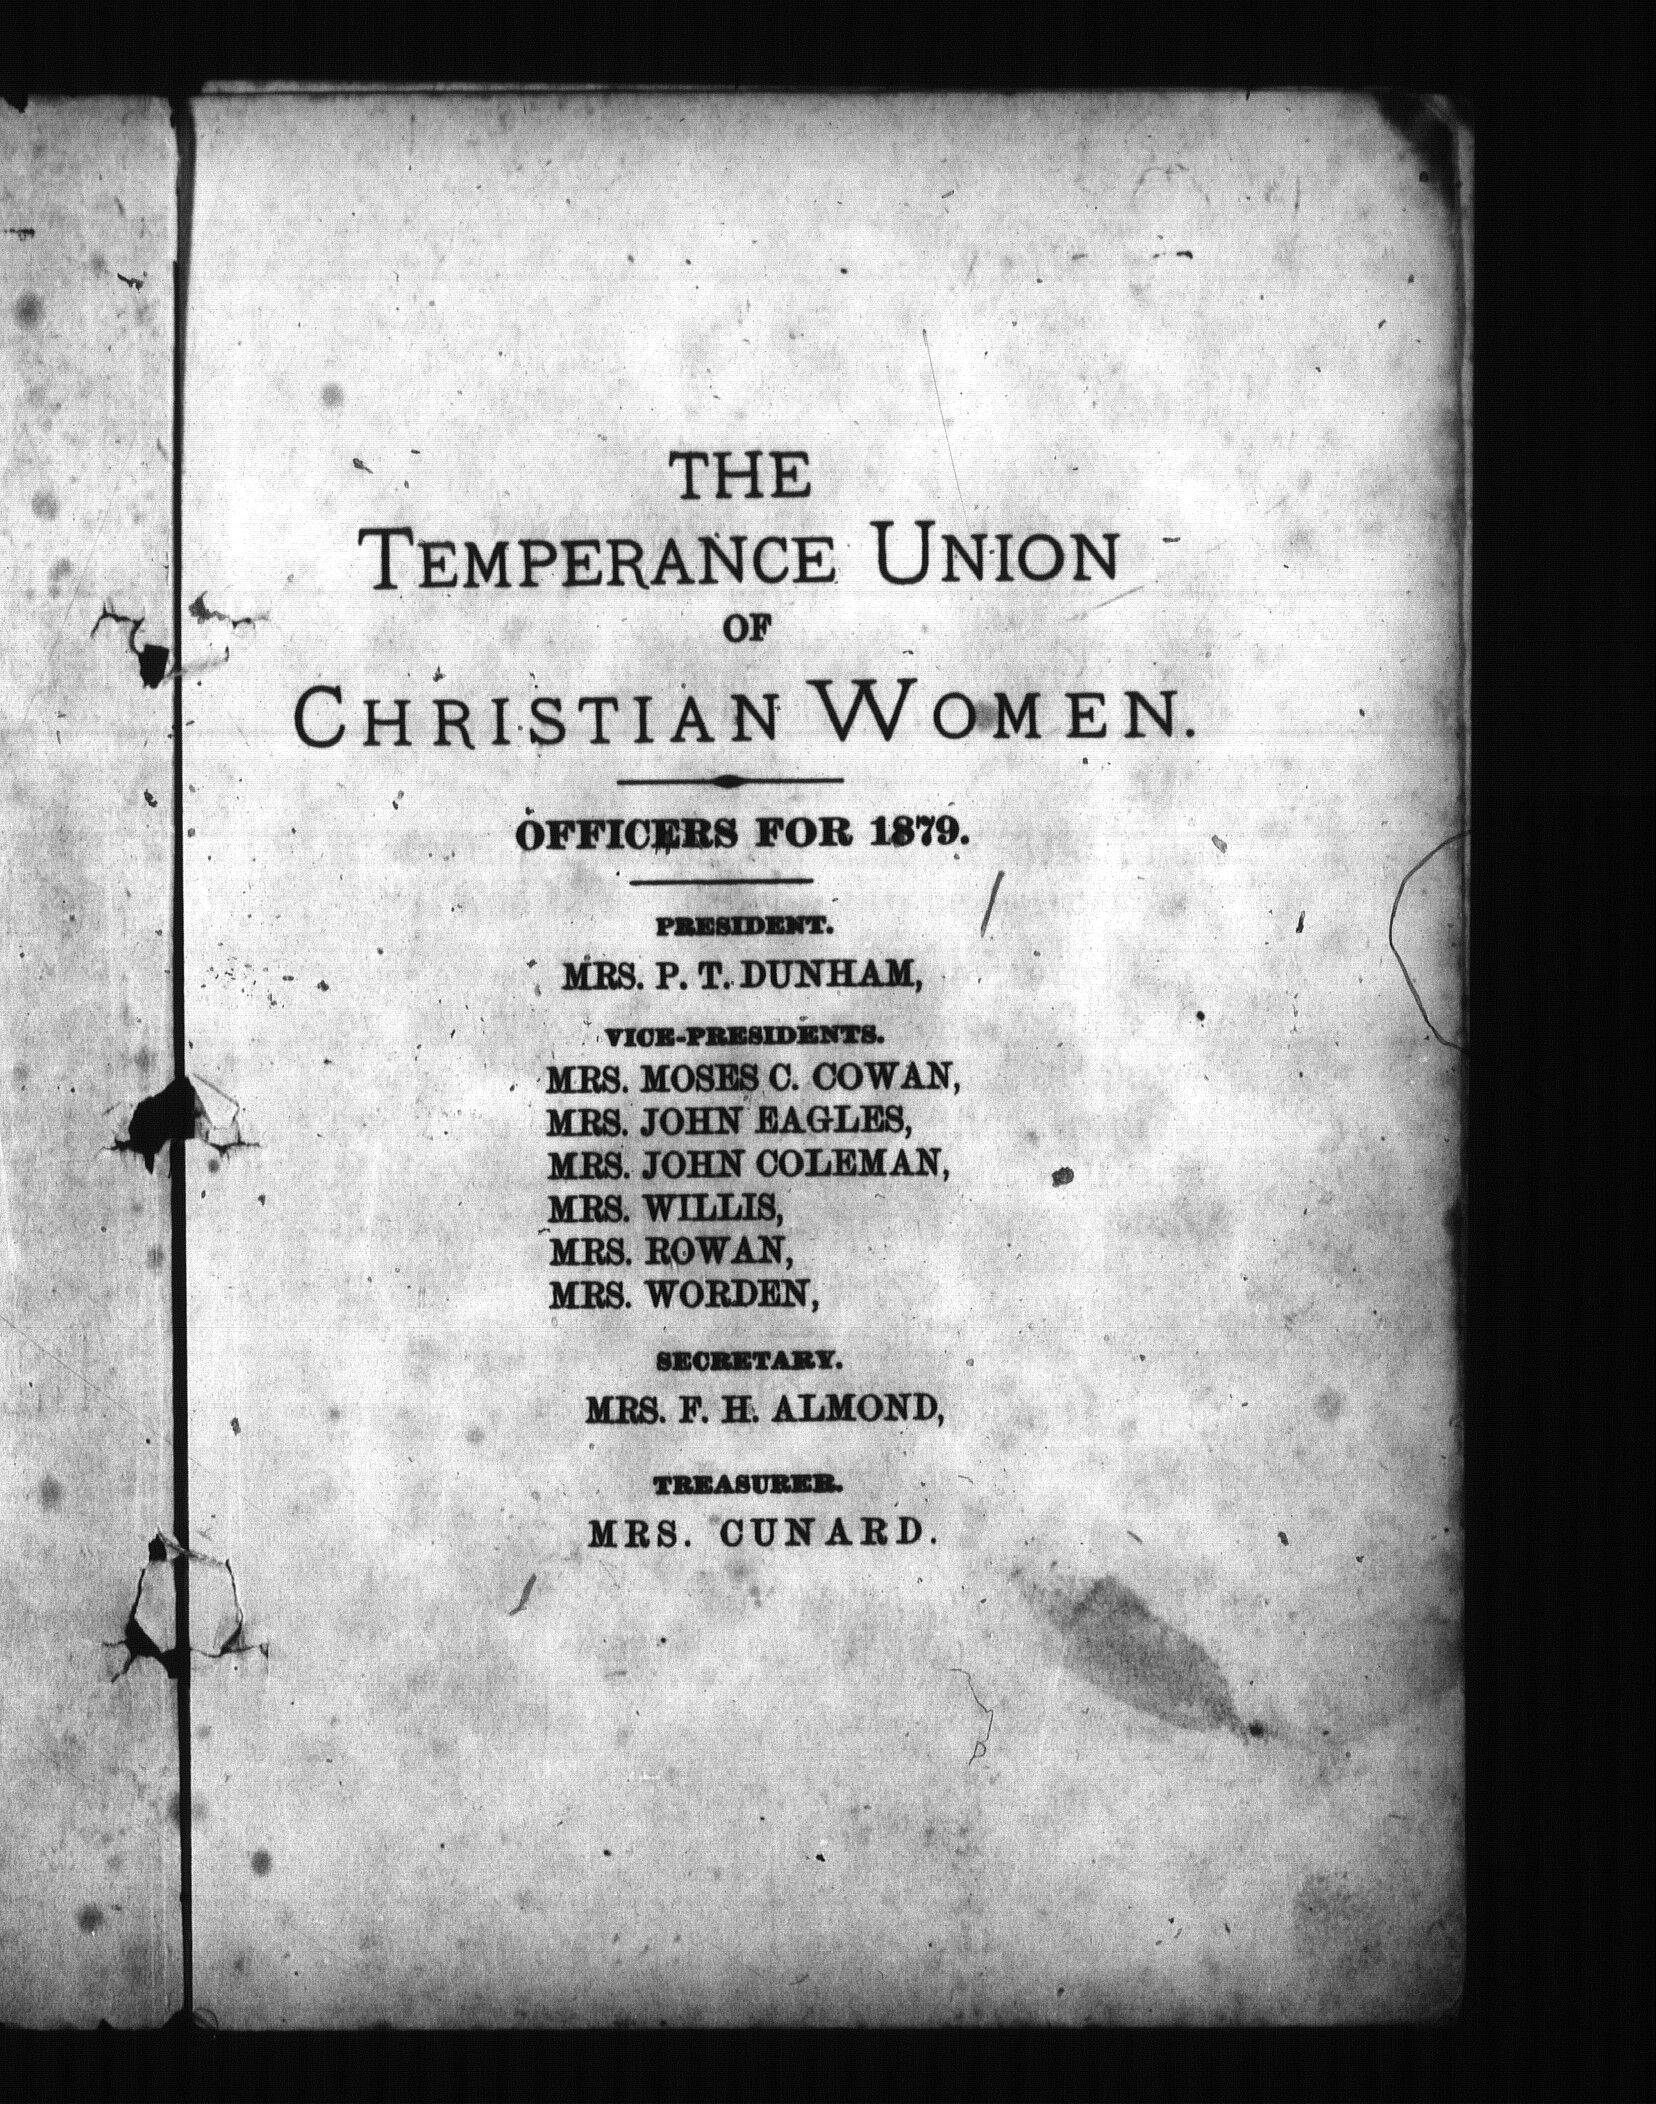 THE
TEMPERANCE UNION
OF
CHRISTIAN WOMEN.
OFFICERS FOR 1879.
PRESIDENT.
MRS. P. T. DUNHAM,
VICE-PRESIDENTS.
MRS. MOSES C. COWAN,
MRS. JOHN EAGLES,
MRS. JOHN COLEMAN,
MRS. WILLIS,
MRS. ROWAN,
MRS. WORDEN,
SECRETARY.
MRS. F. H. ALMOND,
TREASURER.
MRS. CUNARD.